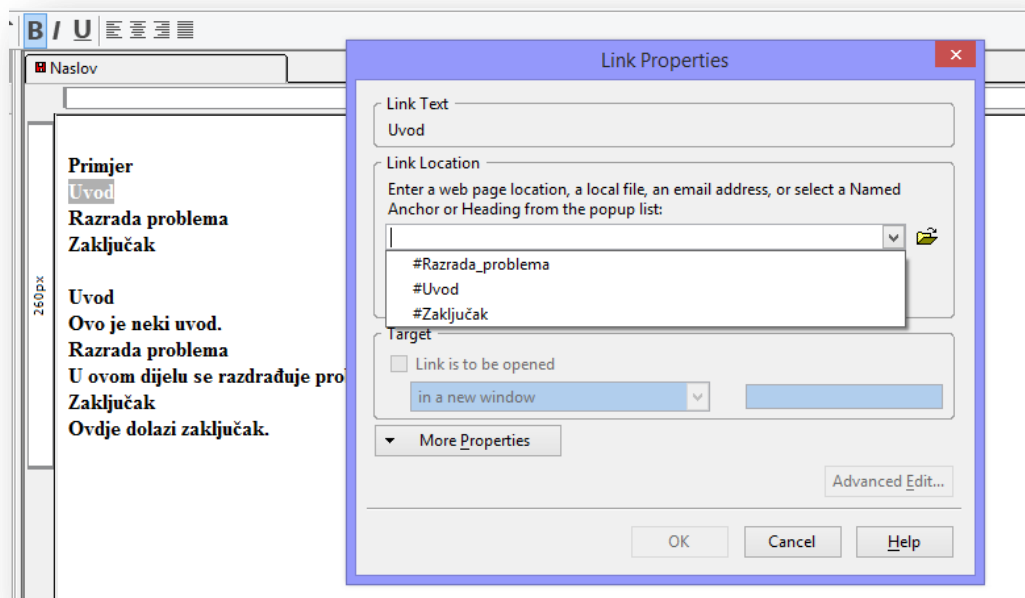 B I U
Naslov
260px
Primjer
Uvod
Razrada problema
Zaključak
Uvod
Ovo je neki uvod.
Razrada problema
U ovom dijelu se razdrađuje pro
Zaključak
Ovdje dolazi zaključak.
Link Properties
Link Text
Uvod
Link Location
Enter a web page location, a local file, an email address, or select a Named
Anchor or Heading from the popup list:
#Razrada_problema
#Uvod
#Zaključak
Target
Link is to be opened
in a new window
More Properties
Advanced Edit...
OK
Cancel
Help